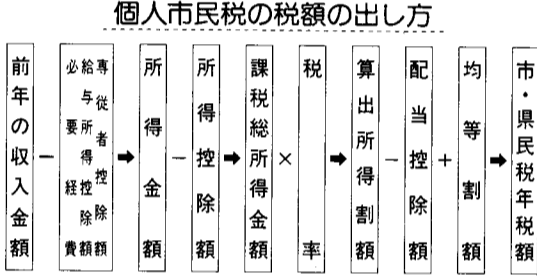 個人市民税の税額の出し方
前年の収入金額
－
必要経費
給与所得控除額
専従者控除額
➡
所得金額
－
所得控除額
➡
課税総所得金額
×
税率
➡
算出所得割額
－
配当控除額
＋
均等割額
➡
市・県民税年税額